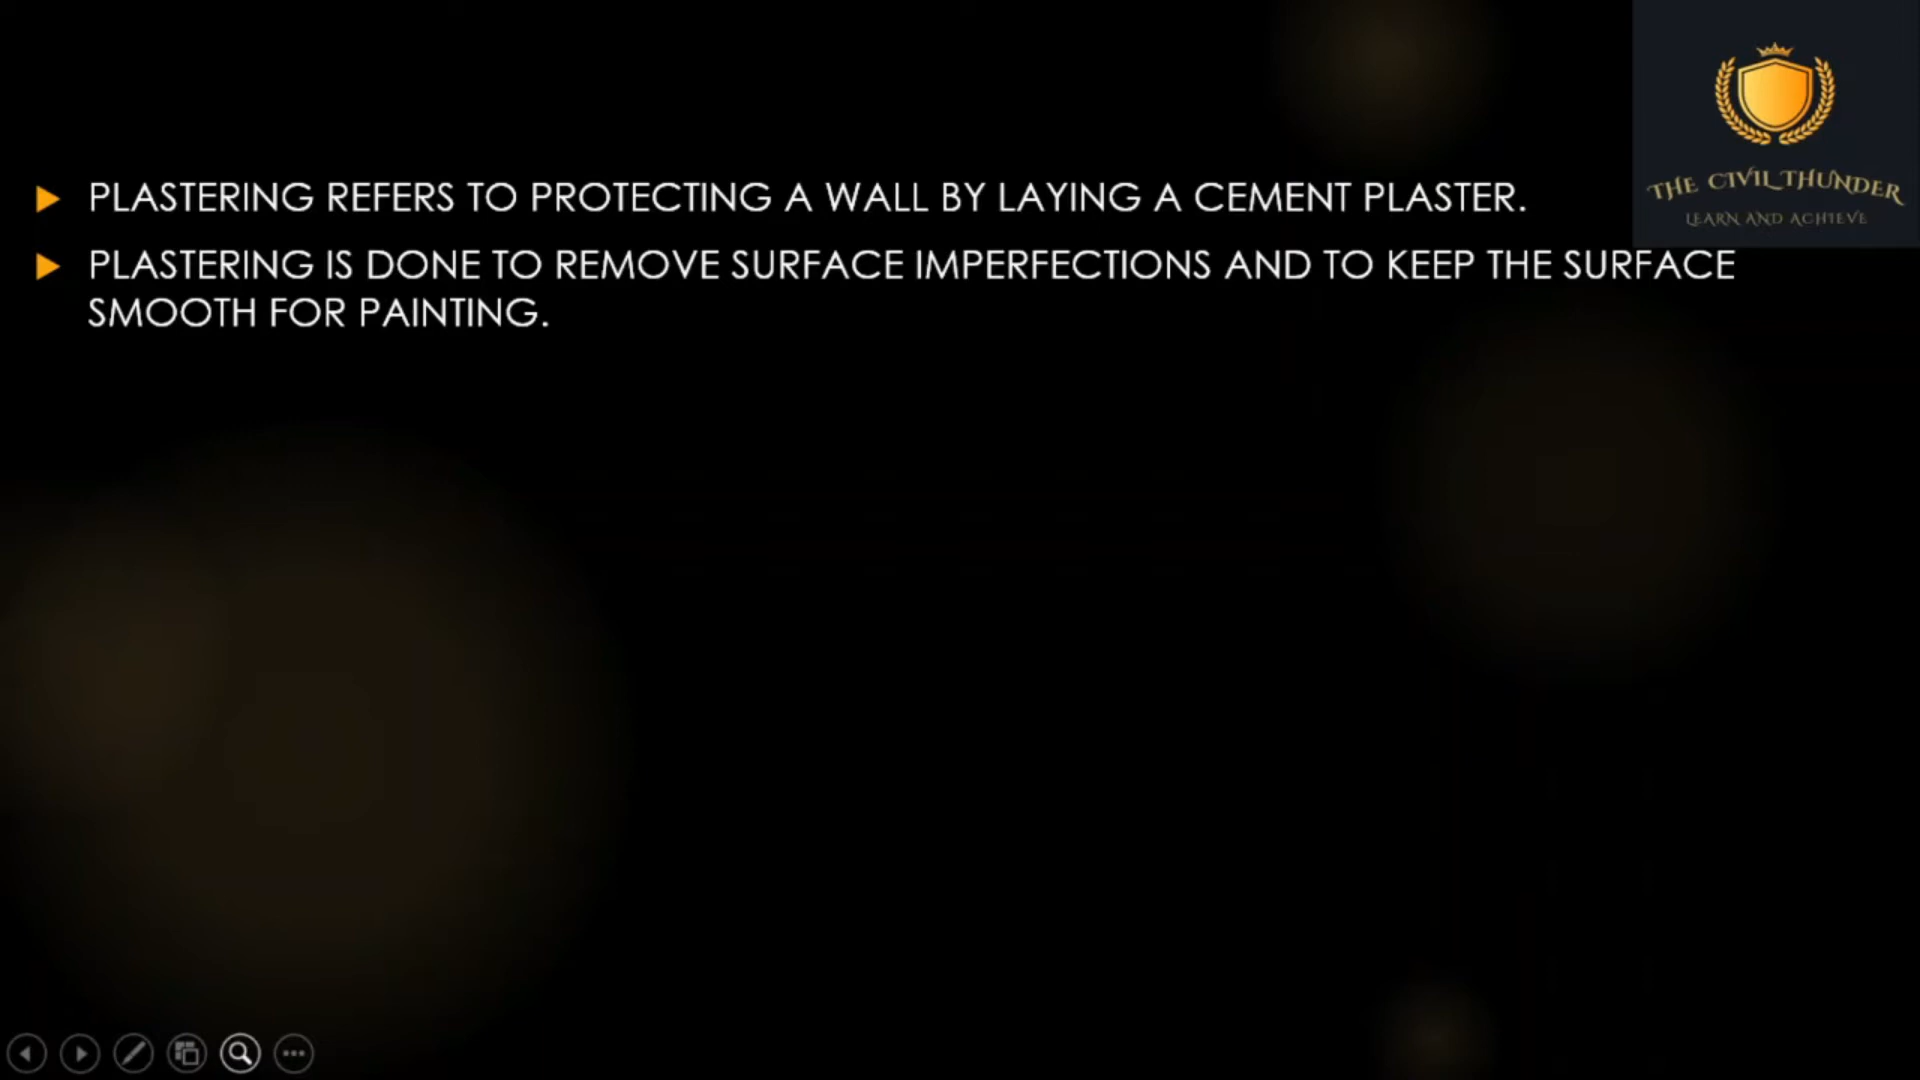 THE CIVIL THUNDER
LEARN AND ACHIEVE
PLASTERING REFERS TO PROTECTING A WALL BY LAYING A CEMENT PLASTER.
PLASTERING IS DONE TO REMOVE SURFACE IMPERFECTIONS AND TO KEEP THE SURFACE
SMOOTH FOR PAINTING.